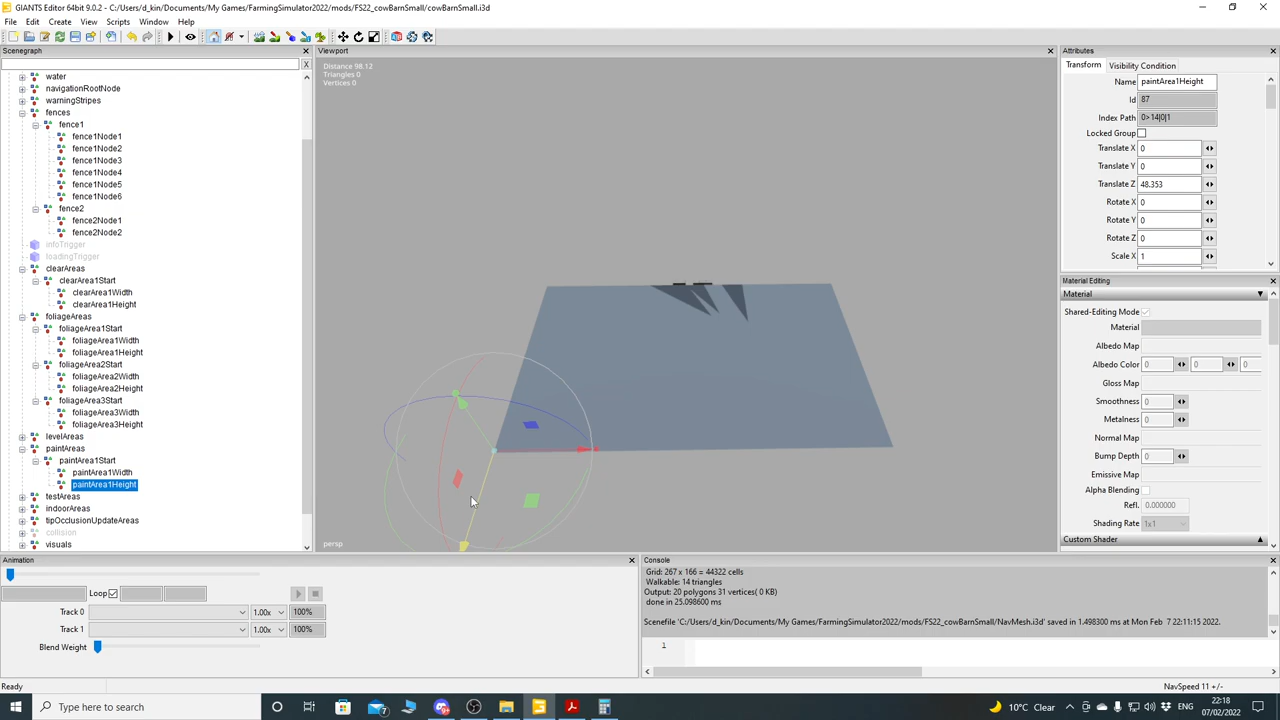 GIANTS Editor 64bit 9.0.2 - C:/Users/d_kin/Documents/My Games/FarmingSimulator2022/mods/FS22_cowBarnSmall/cowBarnSmall.i3d
File Edit Create View Scripts Window Help
Scenegraph
X
water
navigationRootNode
warningStripes
fences
fence1
fence1Node1
fence1Node2
fence1Node3
fence1Node4
fence1Node5
fence1Node6
fence2
fence2Node1
fence2Node2
infoTrigger
loadingTrigger
clearAreas
clearArea1Start
clearArea1Width
clearArea1Height
foliageAreas
foliageArea1Start
foliageArea1Width
foliageArea1Height
foliageArea2Start
foliageArea2Width
foliageArea2Height
foliageArea3Start
foliageArea3Width
foliageArea3Height
levelAreas
paintAreas
paintArea1Start
paintArea1Width
paintArea1Height
testAreas
indoorAreas
tipOcclusionUpdateAreas
collision
visuals
Viewport
Distance 98.12
Triangles 0
Vertices 0
persp
Attributes
Transform Visibility Condition
Name paintArea1Height
Id 87
Index Path 0>14|0|1
Locked Group
Translate X 0
Translate Y 0
Translate Z 48.353
Rotate X 0
Rotate Y 0
Rotate Z 0
Scale X 1
Material Editing
Material
Shared-Editing Mode
Material
Albedo Map
Albedo Color 0 0 0
Gloss Map
Smoothness 0
Metalness 0
Normal Map
Bump Depth 0
Emissive Map
Alpha Blending
Refl. 0.000000
Shading Rate 1x1
Custom Shader
Animation
Loop
Track 0 1.00x 100%
Track 1 1.00x 100%
Blend Weight
Console
Grid: 267 x 166 = 44322 cells
Walkable: 14 triangles
Output: 20 polygons 31 vertices( 0 KB)
done in 25.098600 ms
Scenefile 'C:/Users/d_kin/Documents/My Games/FarmingSimulator2022/mods/FS22_cowBarnSmall/NavMesh.i3d' saved in 1.498300 ms at Mon Feb 7 22:11:15 2022.
1
Ready
NavSpeed 11 +/-
Type here to search
10°C Clear
ENG
22:18
07/02/2022